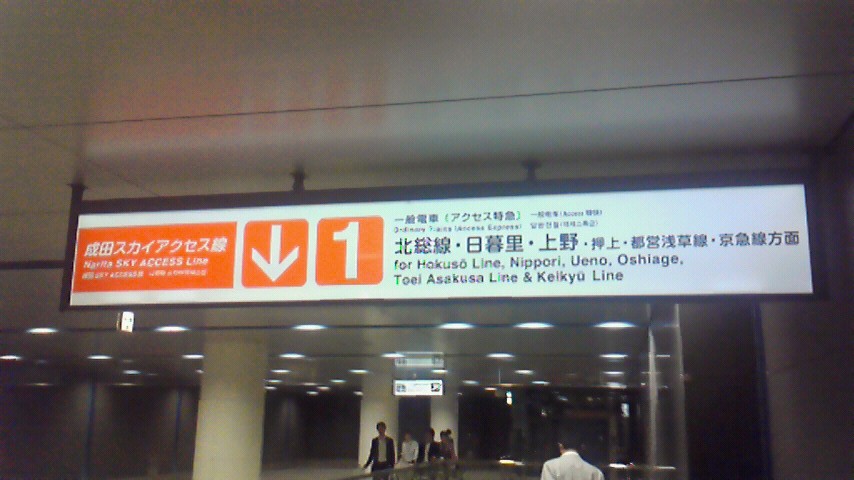 成田スカイアクセス線
Narita SKY ACCESS Line
1
一般電車（アクセス特急）
Ordinary Trains (Access Express)
北総線・日暮里・上野・押上・都営浅草線・京急線方面
for Hokusō Line, Nippori, Ueno, Oshiage,
Toei Asakusa Line & Keikyū Line